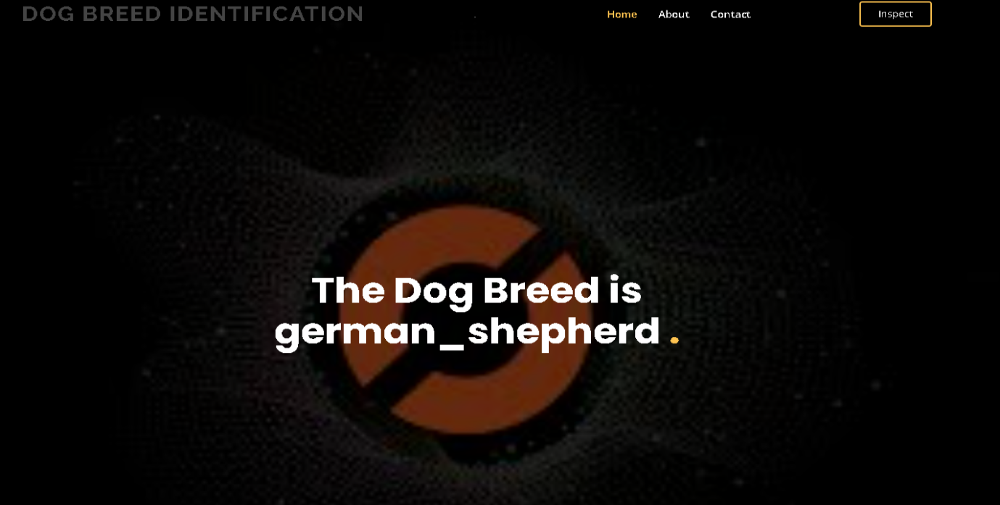 DOG BREED IDENTIFICATION
Home About Contact
Inspect
The Dog Breed is
german_shepherd .